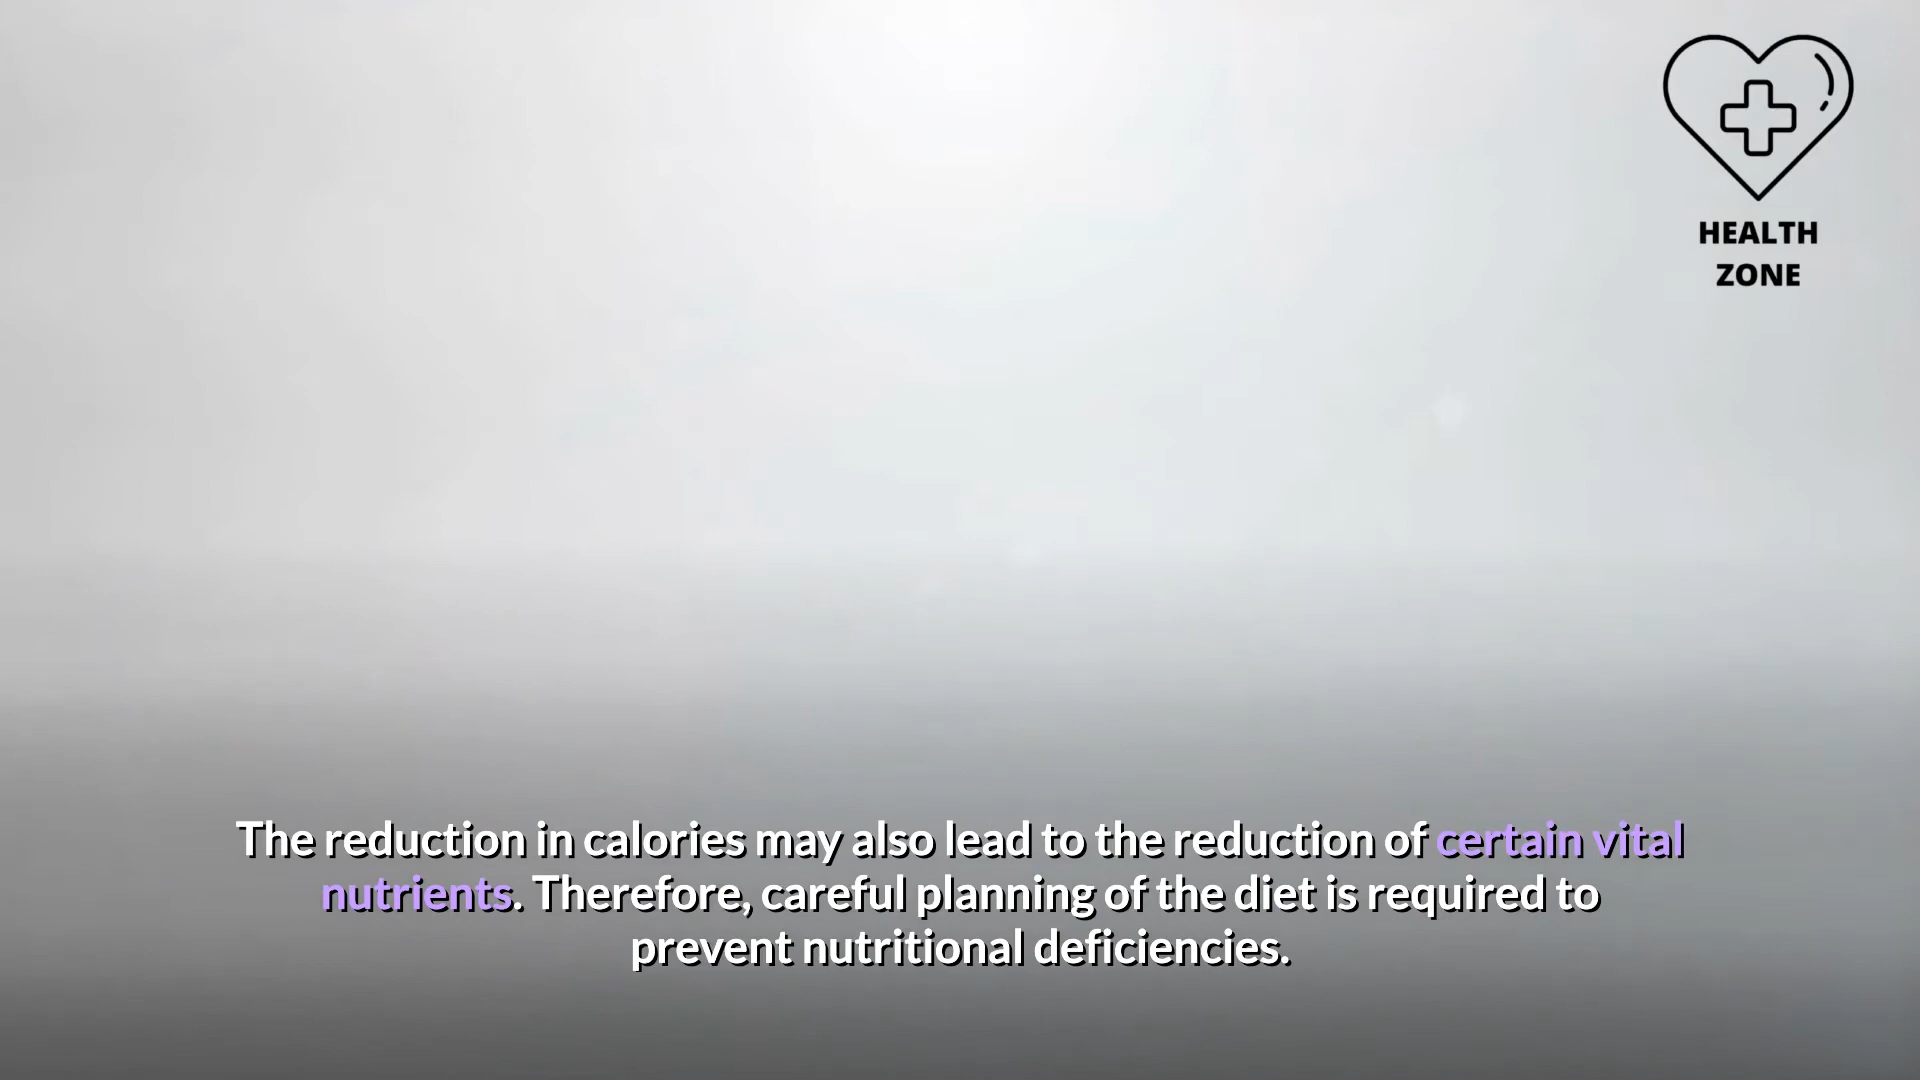 HEALTH
ZONE
The reduction in calories may also lead to the reduction of certain vital
nutrients. Therefore, careful planning of the diet is required to
prevent nutritional deficiencies.